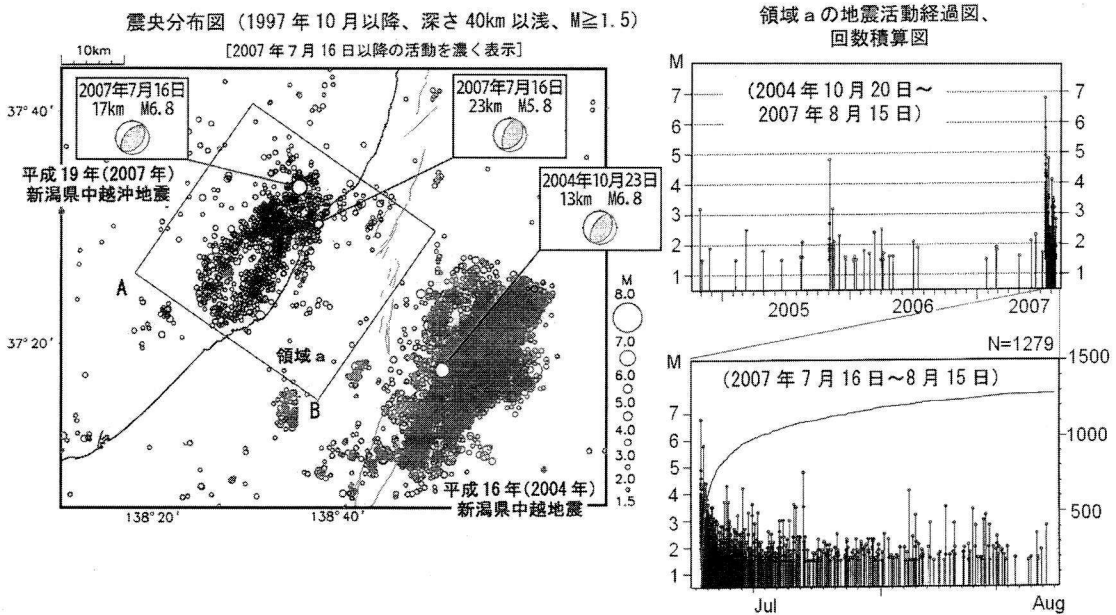 震央分布図 (1997年10月以降、深さ40km以浅、M≧1.5)
[2007年7月16日以降の活動を濃く表示]
10km
37°40′
37°20′
138°20′
138°40′
2007年7月16日
17km M6.8
2007年7月16日
23km M5.8
2004年10月23日
13km M6.8
平成19年(2007年)
新潟県中越沖地震
A
領域a
B
平成16年(2004年)
新潟県中越地震
M
8.0
7.0
6.0
5.0
4.0
3.0
2.0
1.5
領域aの地震活動経過図、
回数積算図
M
7
6
5
4
3
2
1
(2004年10月20日~
2007年8月15日)
7
6
5
4
3
2
1
2005
2006
2007
N=1279
M
7
6
5
4
3
2
1
(2007年7月16日~8月15日)
1500
1000
500
Jul
Aug